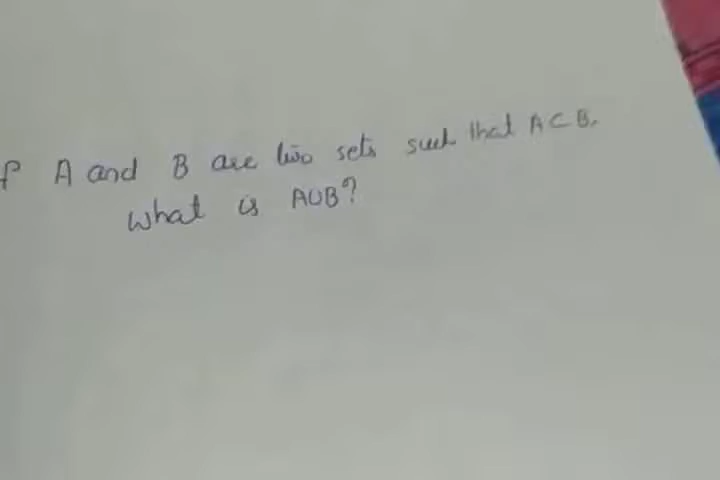 f A and B are two sets such that A⊂B.
What is A∪B?